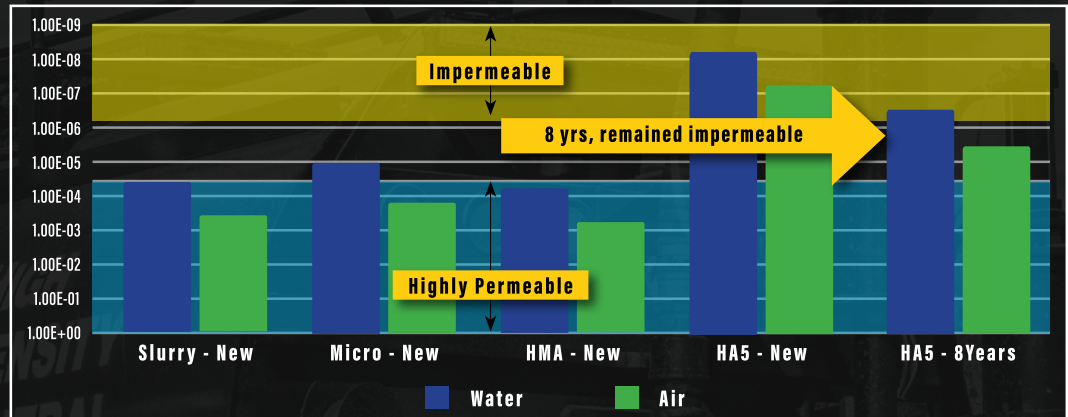 1.00E-09
1.00E-08
1.00E-07
1.00E-06
1.00E-05
1.00E-04
1.00E-03
1.00E-02
1.00E-01
1.00E+00
Impermeable
8 yrs, remained impermeable
Highly Permeable
Slurry - New
Micro - New
HMA - New
HA5 - New
HA5 - 8Years
Water
Air